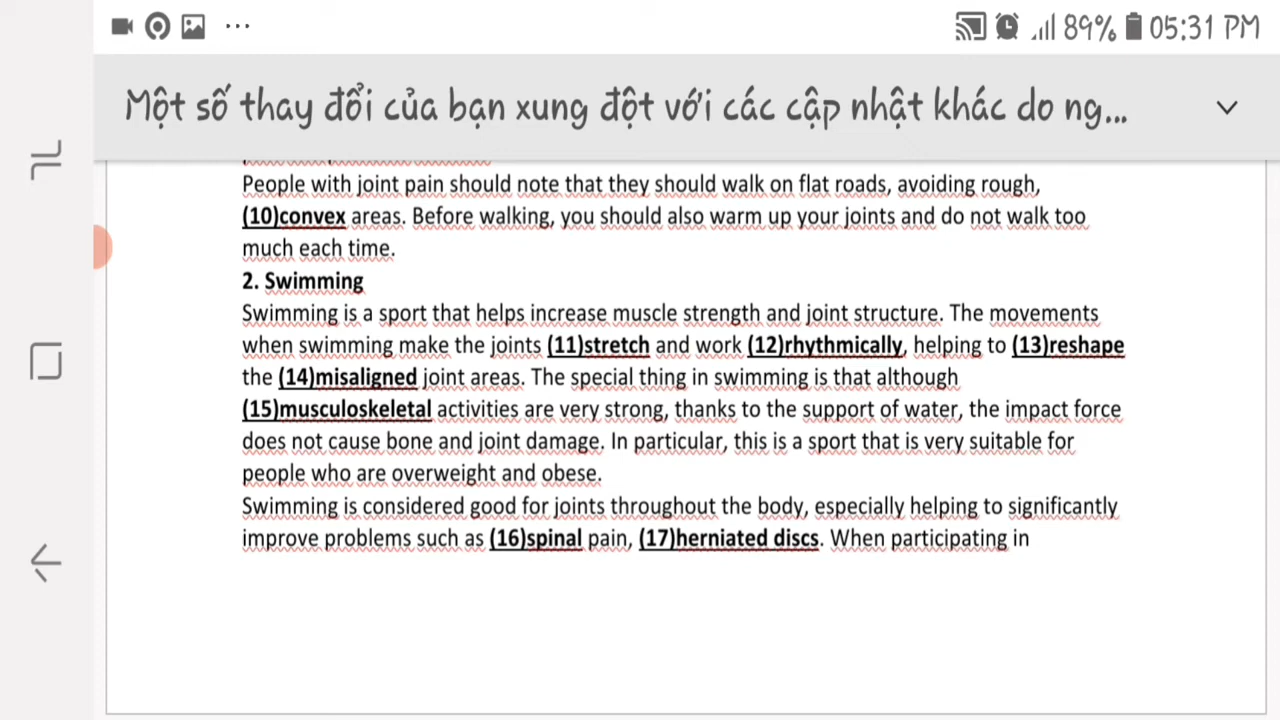 89% 05:31 PM
Một số thay đổi của bạn xung đột với các cập nhật khác do ng...
People with joint pain should note that they should walk on flat roads, avoiding rough,
(10)convex areas. Before walking, you should also warm up your joints and do not walk too
much each time.
2. Swimming
Swimming is a sport that helps increase muscle strength and joint structure. The movements
when swimming make the joints (11)stretch and work (12)rhythmically, helping to (13)reshape
the (14)misaligned joint areas. The special thing in swimming is that although
(15)musculoskeletal activities are very strong, thanks to the support of water, the impact force
does not cause bone and joint damage. In particular, this is a sport that is very suitable for
people who are overweight and obese.
Swimming is considered good for joints throughout the body, especially helping to significantly
improve problems such as (16)spinal pain, (17)herniated discs. When participating in